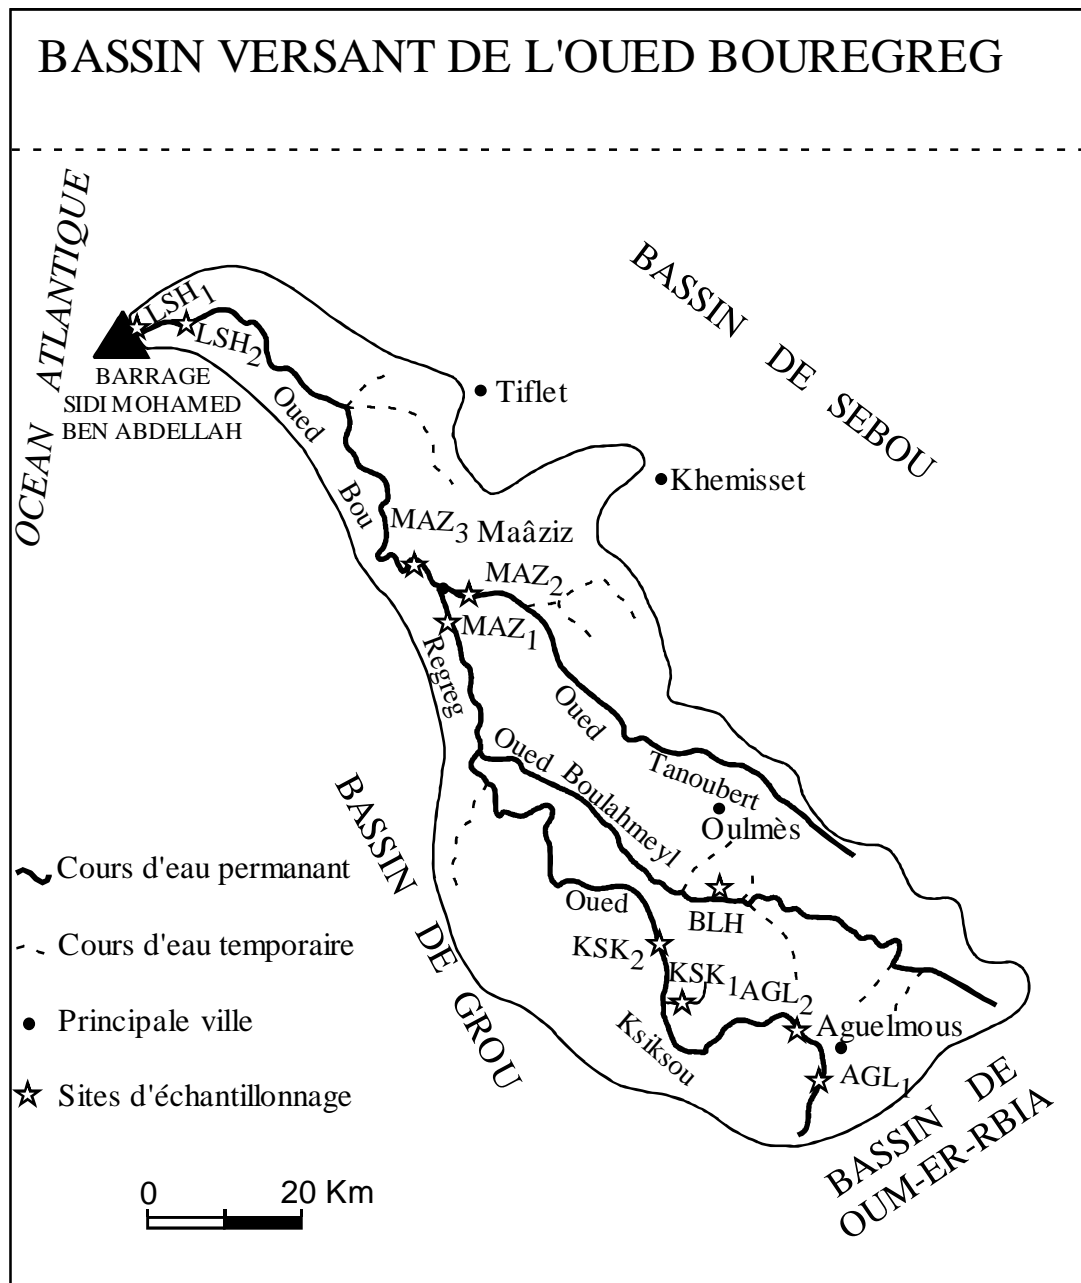 BASSIN VERSANT DE L'OUED BOUREGREG
OCEAN ATLANTIQUE
BASSIN DE SEBOU
LSH1
LSH2
BARRAGE
SIDI MOHAMED
BEN ABDELLAH
Oued
Bou
Regreg
Tiflet
Khemisset
MAZ3
Maâziz
MAZ2
MAZ1
Oued
Tanoubert
Oued Boulahmeyl
Oulmès
BASSIN DE GROU
Oued
Ksiksou
BLH
KSK2
KSK1
AGL2
Aguelmous
AGL1
BASSIN DE
OUM-ER-RBIA
Cours d'eau permanant
Cours d'eau temporaire
Principale ville
Sites d'échantillonnage
0 20 Km